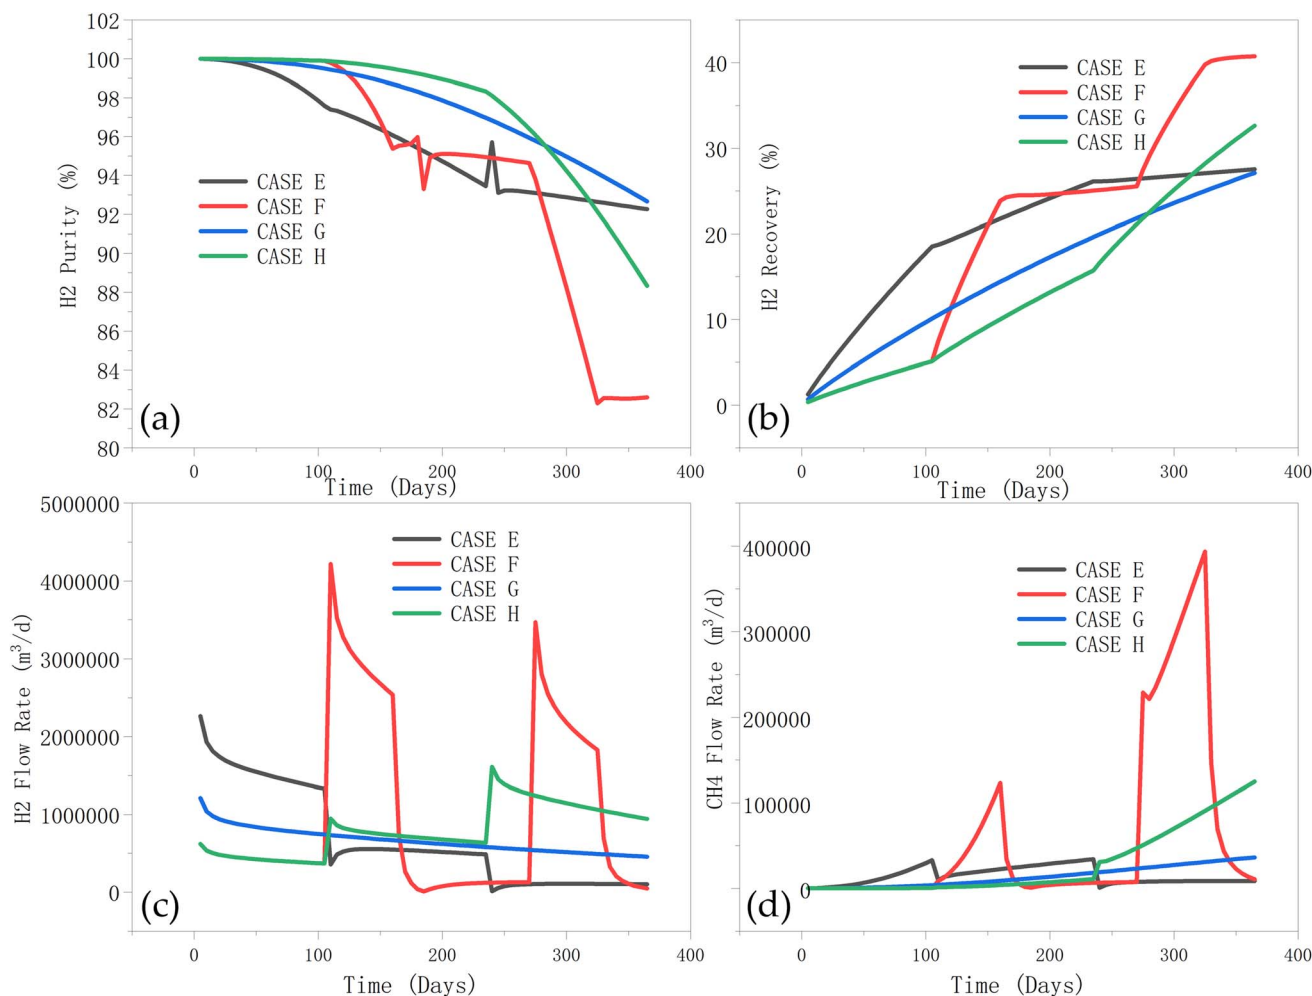 102
100
98
96
94
92
90
88
86
84
82
80
H2 Purity (%)
CASE E
CASE F
CASE G
CASE H
(a)
0
100
200
300
400
Time (Days)
40
30
20
10
0
H2 Recovery (%)
CASE E
CASE F
CASE G
CASE H
(b)
0
100
200
300
400
Time (Days)
5000000
4000000
3000000
2000000
1000000
0
H2 Flow Rate (m³/d)
CASE E
CASE F
CASE G
CASE H
(c)
0
100
200
300
400
Time (Days)
400000
300000
200000
100000
0
CH4 Flow Rate (m³/d)
CASE E
CASE F
CASE G
CASE H
(d)
0
100
200
300
400
Time (Days)